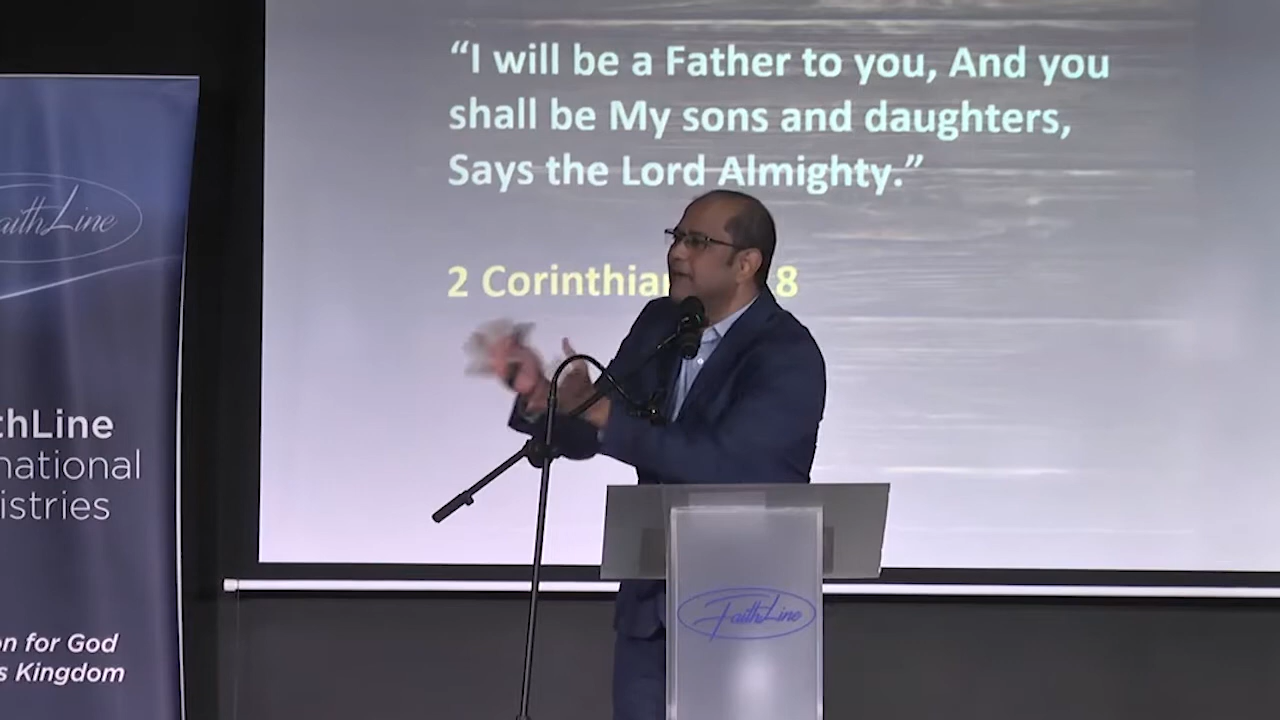 “I will be a Father to you, And you
shall be My sons and daughters,
Says the Lord Almighty.”
2 Corinthian 8
aithLine
thLine
national
istries
n for God
s Kingdom
FaithLine